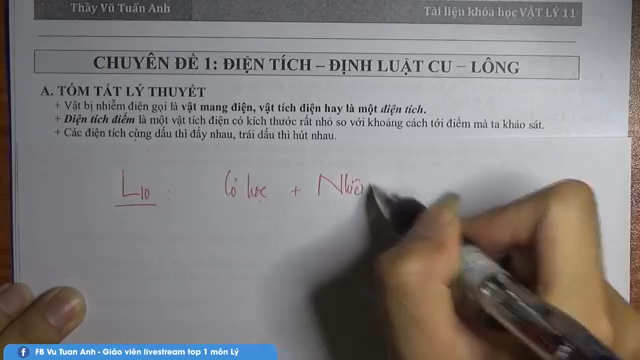 Thầy Vũ Tuấn Anh
Tài liệu khóa học VẬT LÝ 11
CHUYÊN ĐỀ 1: ĐIỆN TÍCH – ĐỊNH LUẬT CU – LÔNG
A. TÓM TẮT LÝ THUYẾT
+ Vật bị nhiễm điện gọi là vật mang điện, vật tích điện hay là một điện tích.
+ Điện tích điểm là một vật tích điện có kích thước rất nhỏ so với khoảng cách tới điểm mà ta khảo sát.
+ Các điện tích cùng dấu thì đẩy nhau, trái dấu thì hút nhau.
L10 : Cơ học +
FB Vu Tuan Anh - Giáo viên livestream top 1 môn Lý